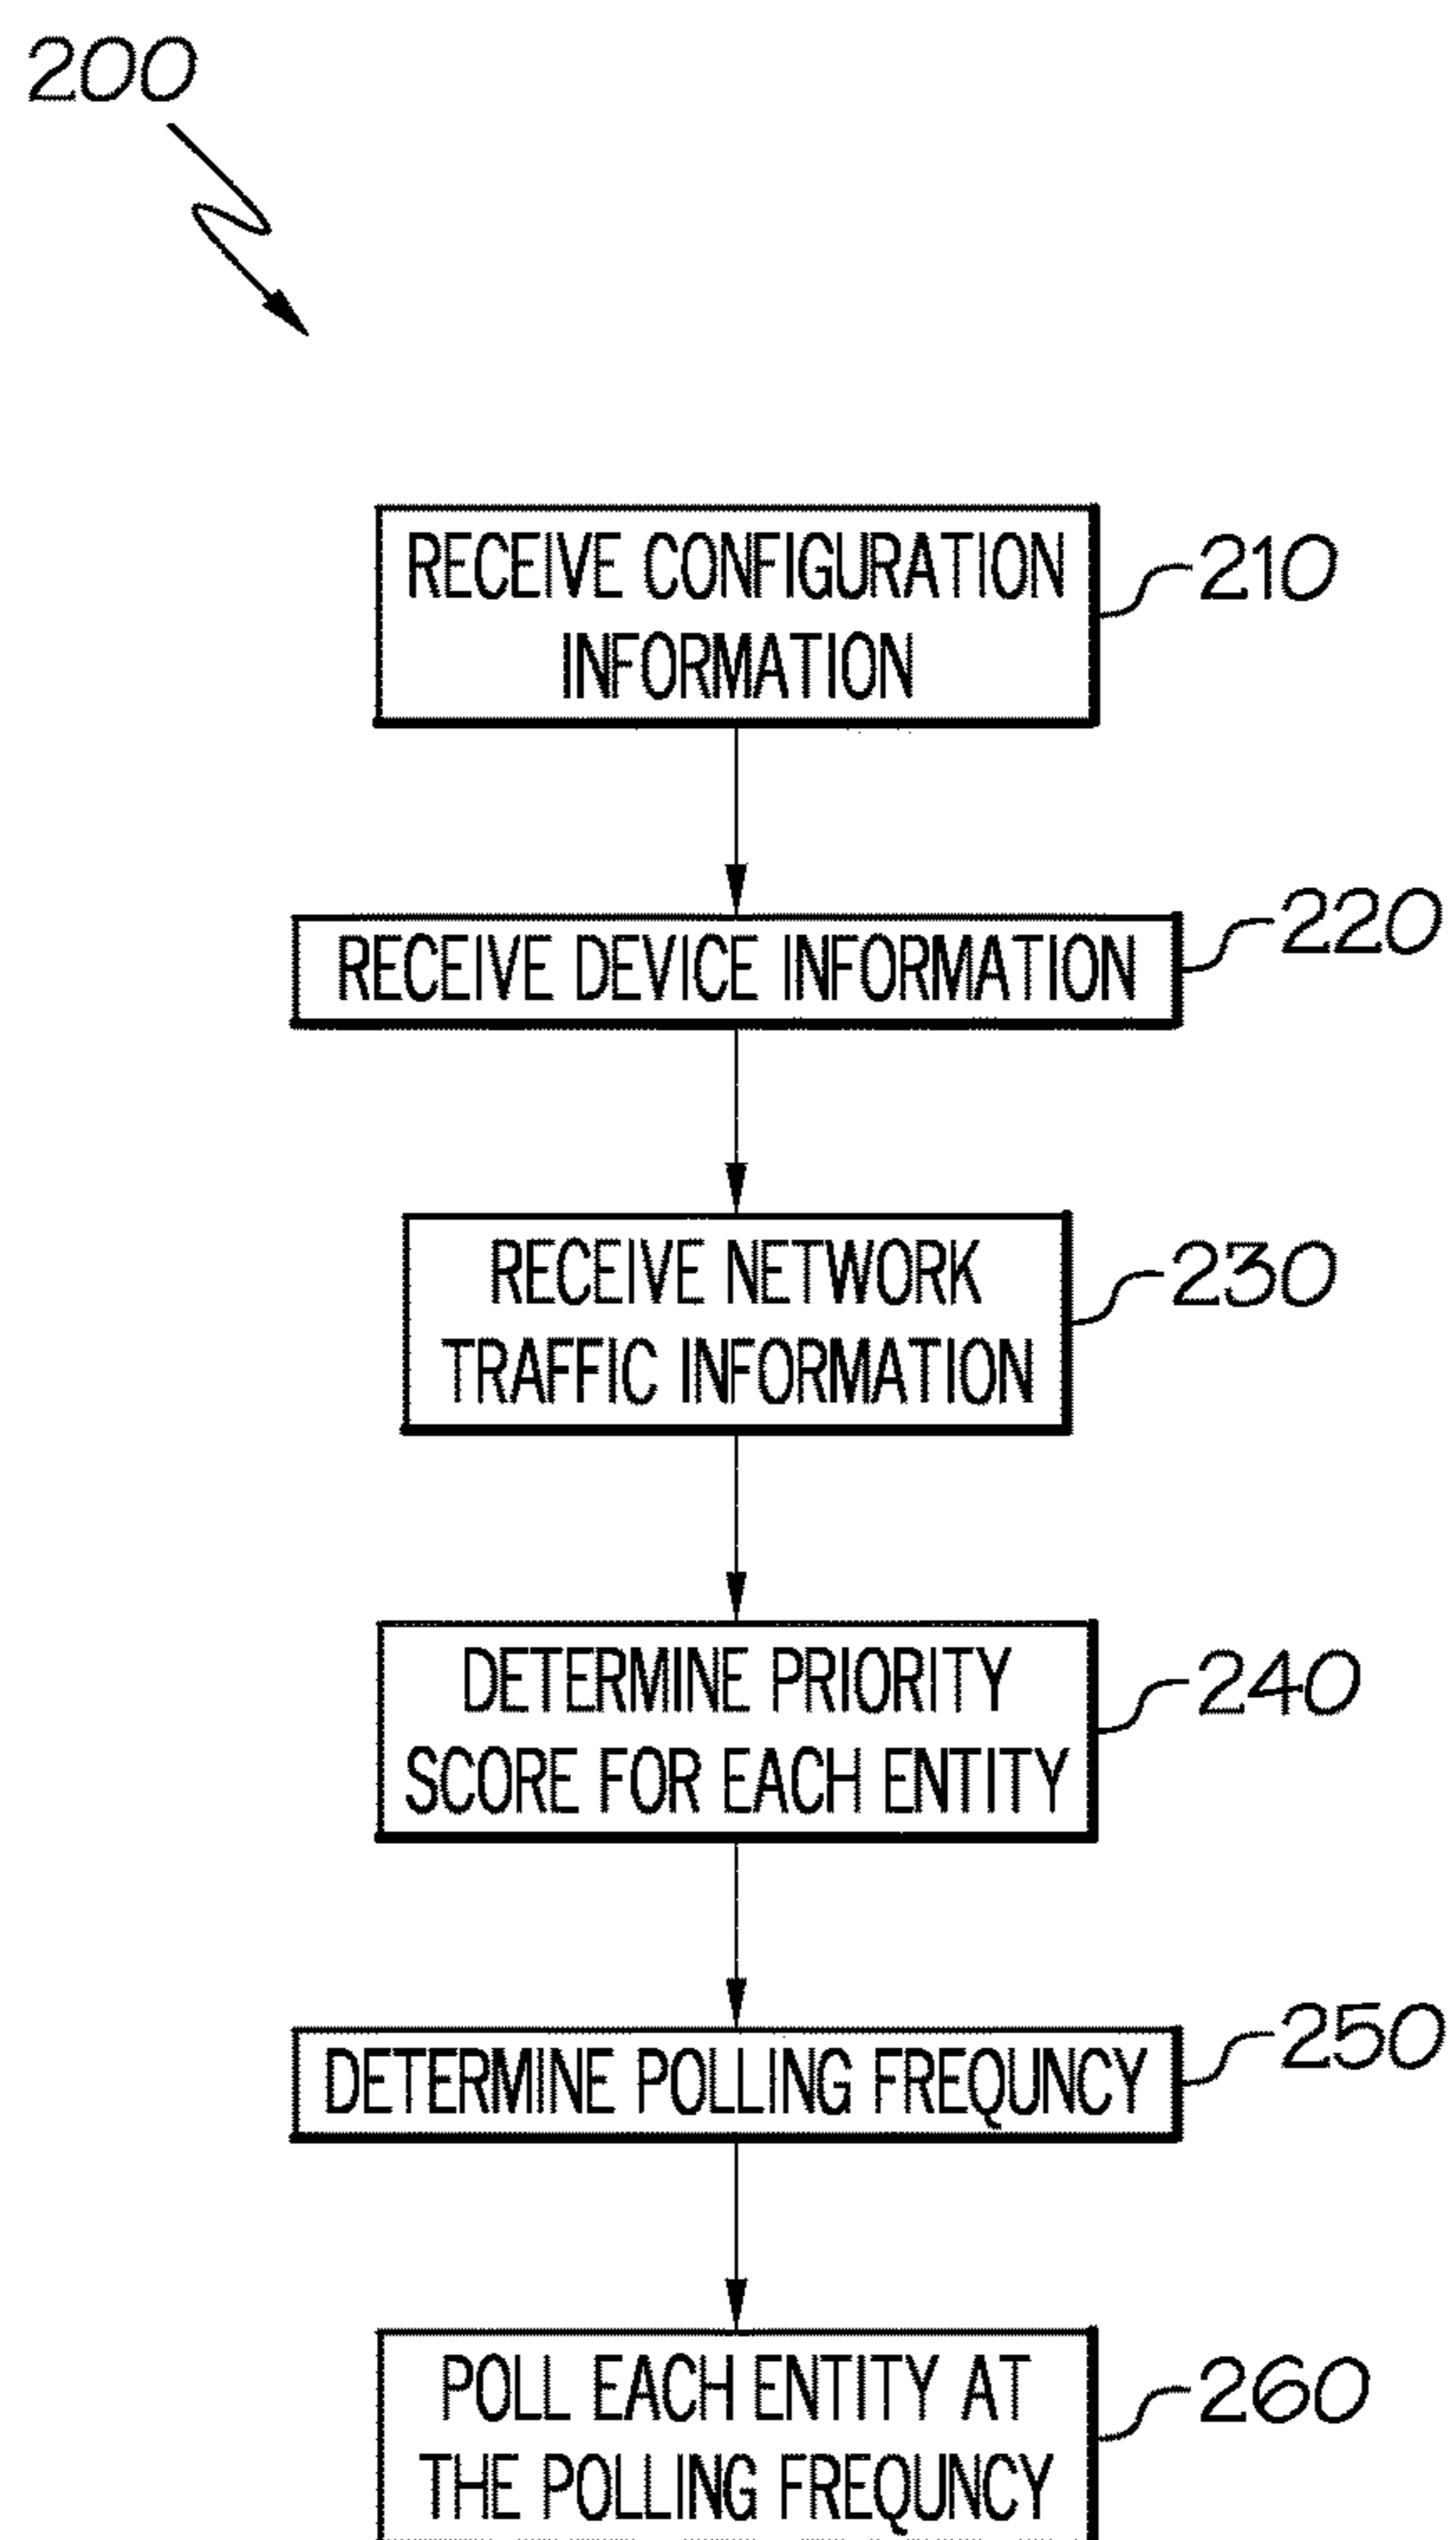 200
RECEIVE CONFIGURATION
INFORMATION
210
RECEIVE DEVICE INFORMATION
220
RECEIVE NETWORK
TRAFFIC INFORMATION
230
DETERMINE PRIORITY
SCORE FOR EACH ENTITY
240
DETERMINE POLLING FREQUNCY
250
POLL EACH ENTITY AT
THE POLLING FREQUNCY
260